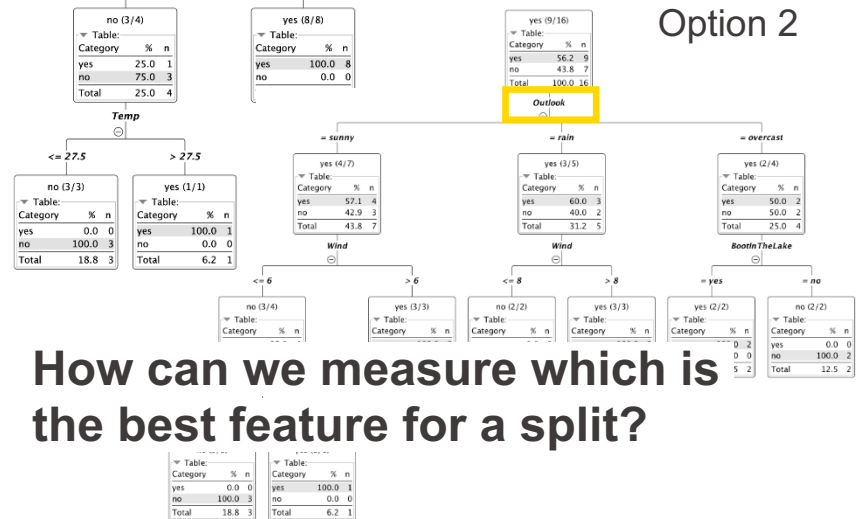 Option 2
no (3/4)
Table:
Category % n
yes 25.0 1
no 75.0 3
Total 25.0 4
Temp
<= 27.5 > 27.5
no (3/3)
Table:
Category % n
yes 0.0 0
no 100.0 3
Total 18.8 3
yes (1/1)
Table:
Category % n
yes 100.0 1
no 0.0 0
Total 6.2 1
yes (8/8)
Table:
Category % n
yes 100.0 8
no 0.0 0
yes (9/16)
Table:
Category % n
yes 56.2 9
no 43.8 7
Total 100.0 16
Outlook
= sunny = rain = overcast
yes (4/7)
Table:
Category % n
yes 57.1 4
no 42.9 3
Total 43.8 7
Wind
yes (3/5)
Table:
Category % n
yes 60.0 3
no 40.0 2
Total 31.2 5
Wind
yes (2/4)
Table:
Category % n
yes 50.0 2
no 50.0 2
Total 25.0 4
BootInTheLake
<= 6 > 6 <= 8 > 8 = yes = no
no (3/4)
Table:
Category % n
yes (3/3)
Table:
Category % n
no (2/2)
Table:
Category % n
yes (3/3)
Table:
Category % n
yes (2/2)
Table:
Category % n
no (2/2)
Table:
Category % n
yes 0.0 0
no 100.0 2
Total 12.5 2
How can we measure which is
the best feature for a split?
Table:
Category % n
yes 0.0 0
no 100.0 3
Total 18.8 3
Table:
Category % n
yes 100.0 1
no 0.0 0
Total 6.2 1